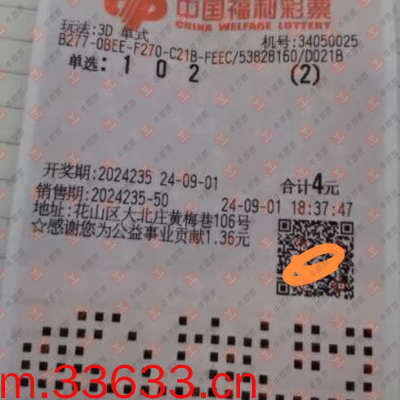 中国福利彩票
CHINA WELFARE LOTTERY
玩法:3D 单式
机号:34050025
B277-0BEE-F270-C21B-FEEC/53828160/D021B
单选: 1 0 2 (2)
开奖期:2024235 24-09-01 合计4元
销售期:2024235-50 24-09-01 18:37:47
地址:花山区大北庄黄梅巷106号
☆感谢您为公益事业贡献1.36元
m.33633.cn